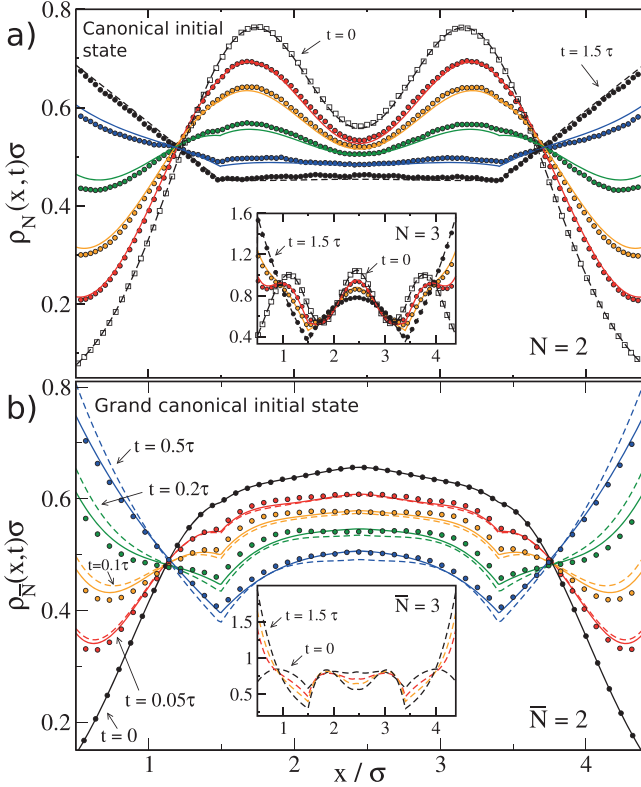 a)
Canonical initial
state
t = 0
t = 1.5 τ
0.8
0.6
0.4
0.2
ρN(x,t)σ
1.6
1.2
0.8
0.4
t = 1.5 τ
t = 0
N = 3
1 2 3 4
N = 2
b)
Grand canonical initial state
t = 0.5τ
t = 0.2τ
t=0.1τ
t = 0.05τ
t = 0
0.8
0.6
0.4
0.2
ρN̅(x,t)σ
1.5
1
0.5
t = 1.5 τ
t = 0
N̅ = 3
1 2 3 4
N̅ = 2
1 2 3 4
x / σ